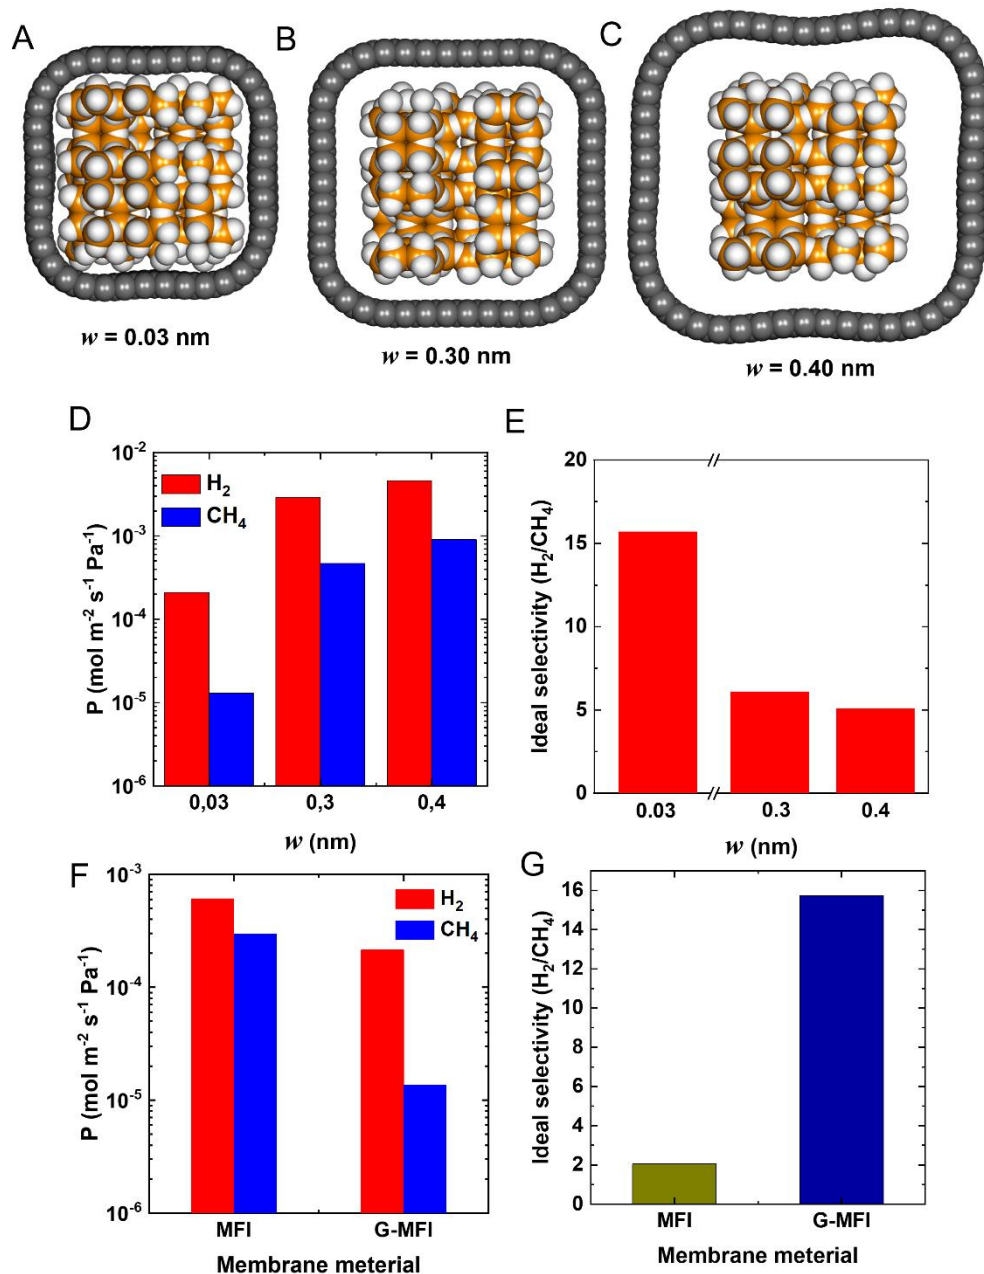 A
B
C
w = 0.03 nm
w = 0.30 nm
w = 0.40 nm
D
P (mol m⁻² s⁻¹ Pa⁻¹)
10⁻²
10⁻³
10⁻⁴
10⁻⁵
10⁻⁶
H₂
CH₄
0,03 0,3 0,4
w (nm)
E
Ideal selectivity (H₂/CH₄)
20
15
10
5
0
0.03 0.3 0.4
w (nm)
F
P (mol m⁻² s⁻¹ Pa⁻¹)
10⁻³
10⁻⁴
10⁻⁵
10⁻⁶
H₂
CH₄
MFI G-MFI
Membrane meterial
G
Ideal selectivity (H₂/CH₄)
16
14
12
10
8
6
4
2
0
MFI G-MFI
Membrane meterial